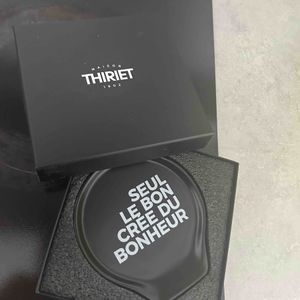 MAISON
THIRIET
1902
SEUL
LE BON
CRÉE DU
BONHEUR